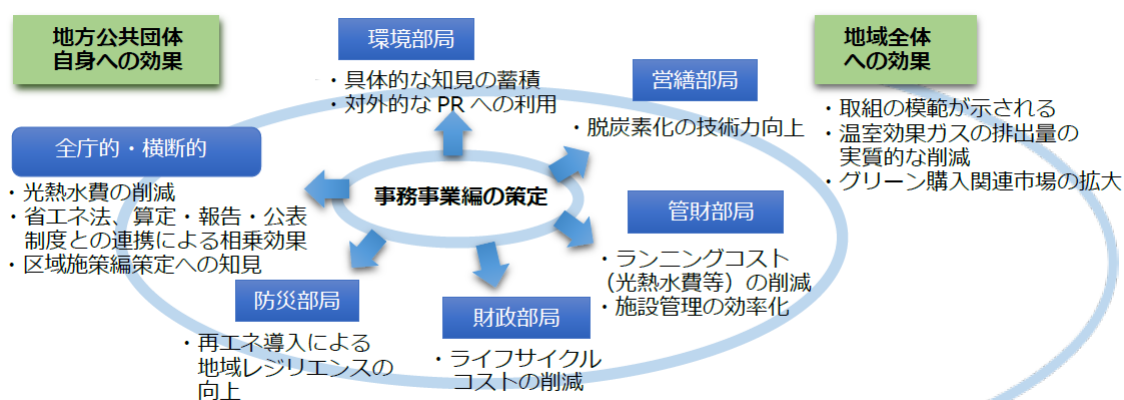 地方公共団体
自身への効果
環境部局
・具体的な知見の蓄積
・対外的な PR への利用
営繕部局
・脱炭素化の技術力向上
地域全体
への効果
・取組の模範が示される
・温室効果ガスの排出量の
実質的な削減
・グリーン購入関連市場の拡大
全庁的・横断的
・光熱水費の削減
・省エネ法、算定・報告・公表
制度との連携による相乗効果
・区域施策編策定への知見
事務事業編の策定
管財部局
・ランニングコスト
(光熱水費等)の削減
・施設管理の効率化
防災部局
・再エネ導入による
地域レジリエンスの
向上
財政部局
・ライフサイクル
コストの削減